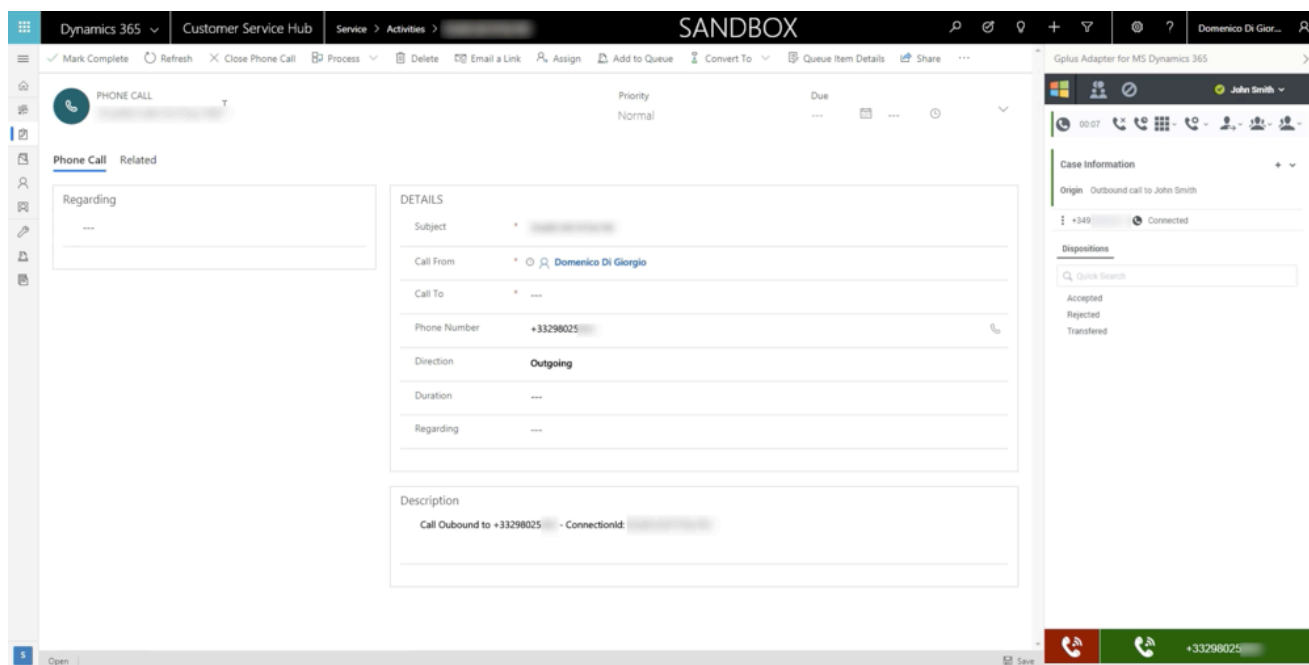 Dynamics 365 Customer Service Hub Service > Activities > SANDBOX Domenico Di Gior...
Mark Complete Refresh Close Phone Call Process Delete Email a Link Assign Add to Queue Convert To Queue Item Details Share ...
Gplus Adapter for MS Dynamics 365
PHONE CALL
Priority
Normal
Due
---
---
John Smith
00:07
Phone Call Related
Regarding
---
DETAILS
Subject *
Call From * Domenico Di Giorgio
Call To * ---
Phone Number +33298025
Direction Outgoing
Duration ---
Regarding ---
Description
Call Oubound to +33298025 - ConnectionId:
Case Information
Origin Outbound call to John Smith
+349 Connected
Dispositions
Quick Search
Accepted
Rejected
Transfered
S
Open
Save
+33298025